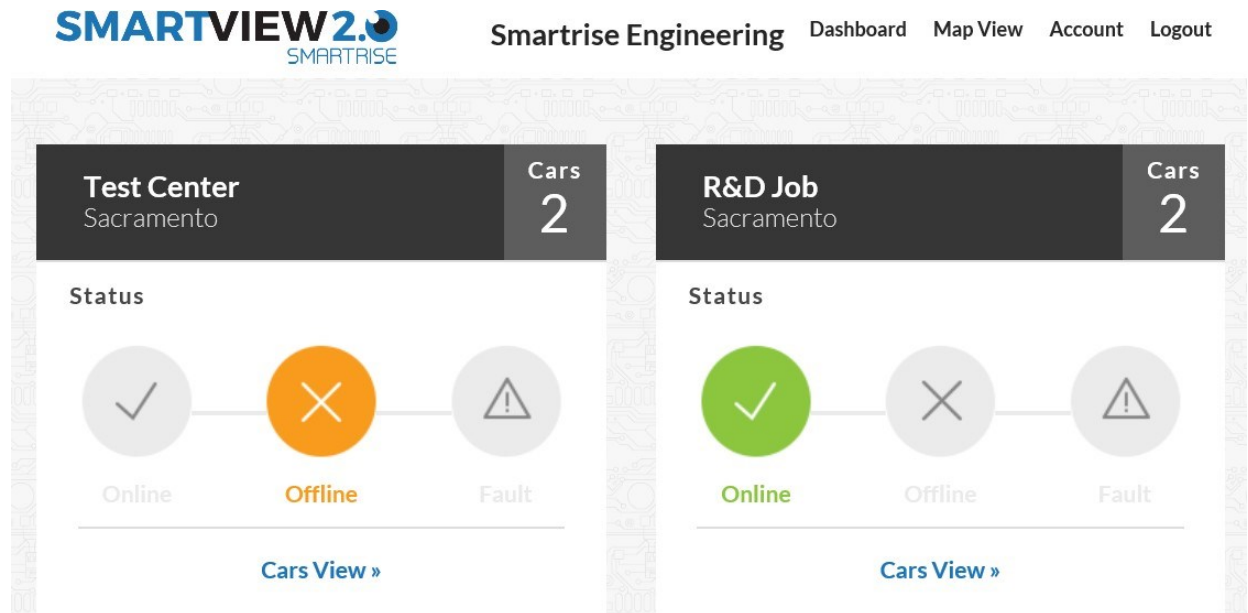 SMARTVIEW2.0
SMARTRISE
Smartrise Engineering Dashboard Map View Account Logout
Test Center
Sacramento
Cars
2
Status
Online Offline Fault
Cars View »
R&D Job
Sacramento
Cars
2
Status
Online Offline Fault
Cars View »